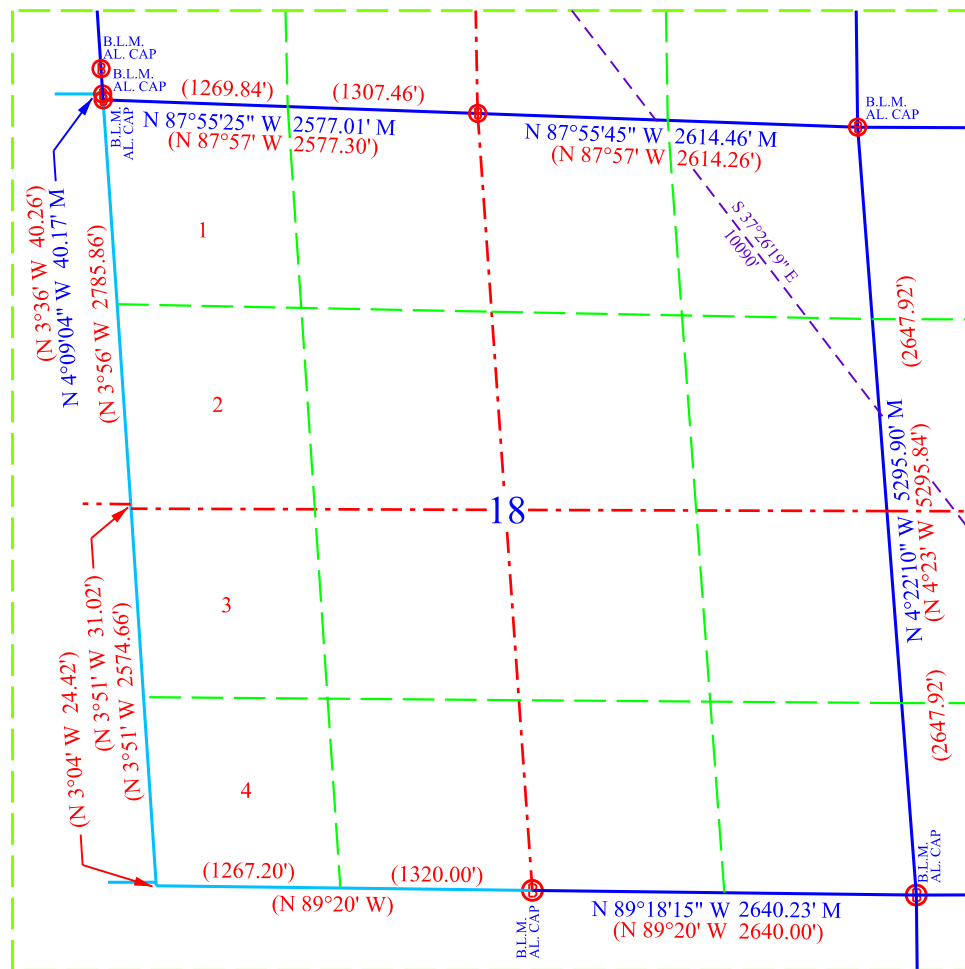 B.L.M.
AL. CAP
B.L.M.
AL. CAP
B.L.M.
AL. CAP
(1269.84')
(1307.46')
N 87°55'25" W 2577.01' M
(N 87°57' W 2577.30')
N 87°55'45" W 2614.46' M
(N 87°57' W 2614.26')
B.L.M.
AL. CAP
S 37°26'19" E
10090'
(N 3°36' W 40.26')
N 4°09'04" W 40.17' M
(N 3°56' W 2785.86')
1
2
(2647.92')
N 4°22'10" W 5295.90' M
(N 4°23' W 5295.84')
18
3
(N 3°04' W 24.42')
(N 3°51' W 31.02')
(N 3°51' W 2574.66')
(2647.92')
4
(1267.20')
(1320.00')
(N 89°20' W)
B.L.M.
AL. CAP
N 89°18'15" W 2640.23' M
(N 89°20' W 2640.00')
B.L.M.
AL. CAP